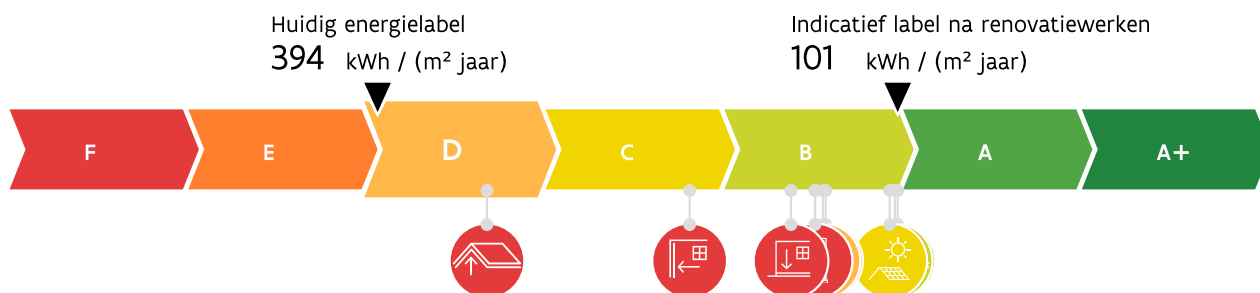 Huidig energielabel
394 kWh / (m² jaar)
Indicatief label na renovatiewerken
101 kWh / (m² jaar)
F E D C B A A+